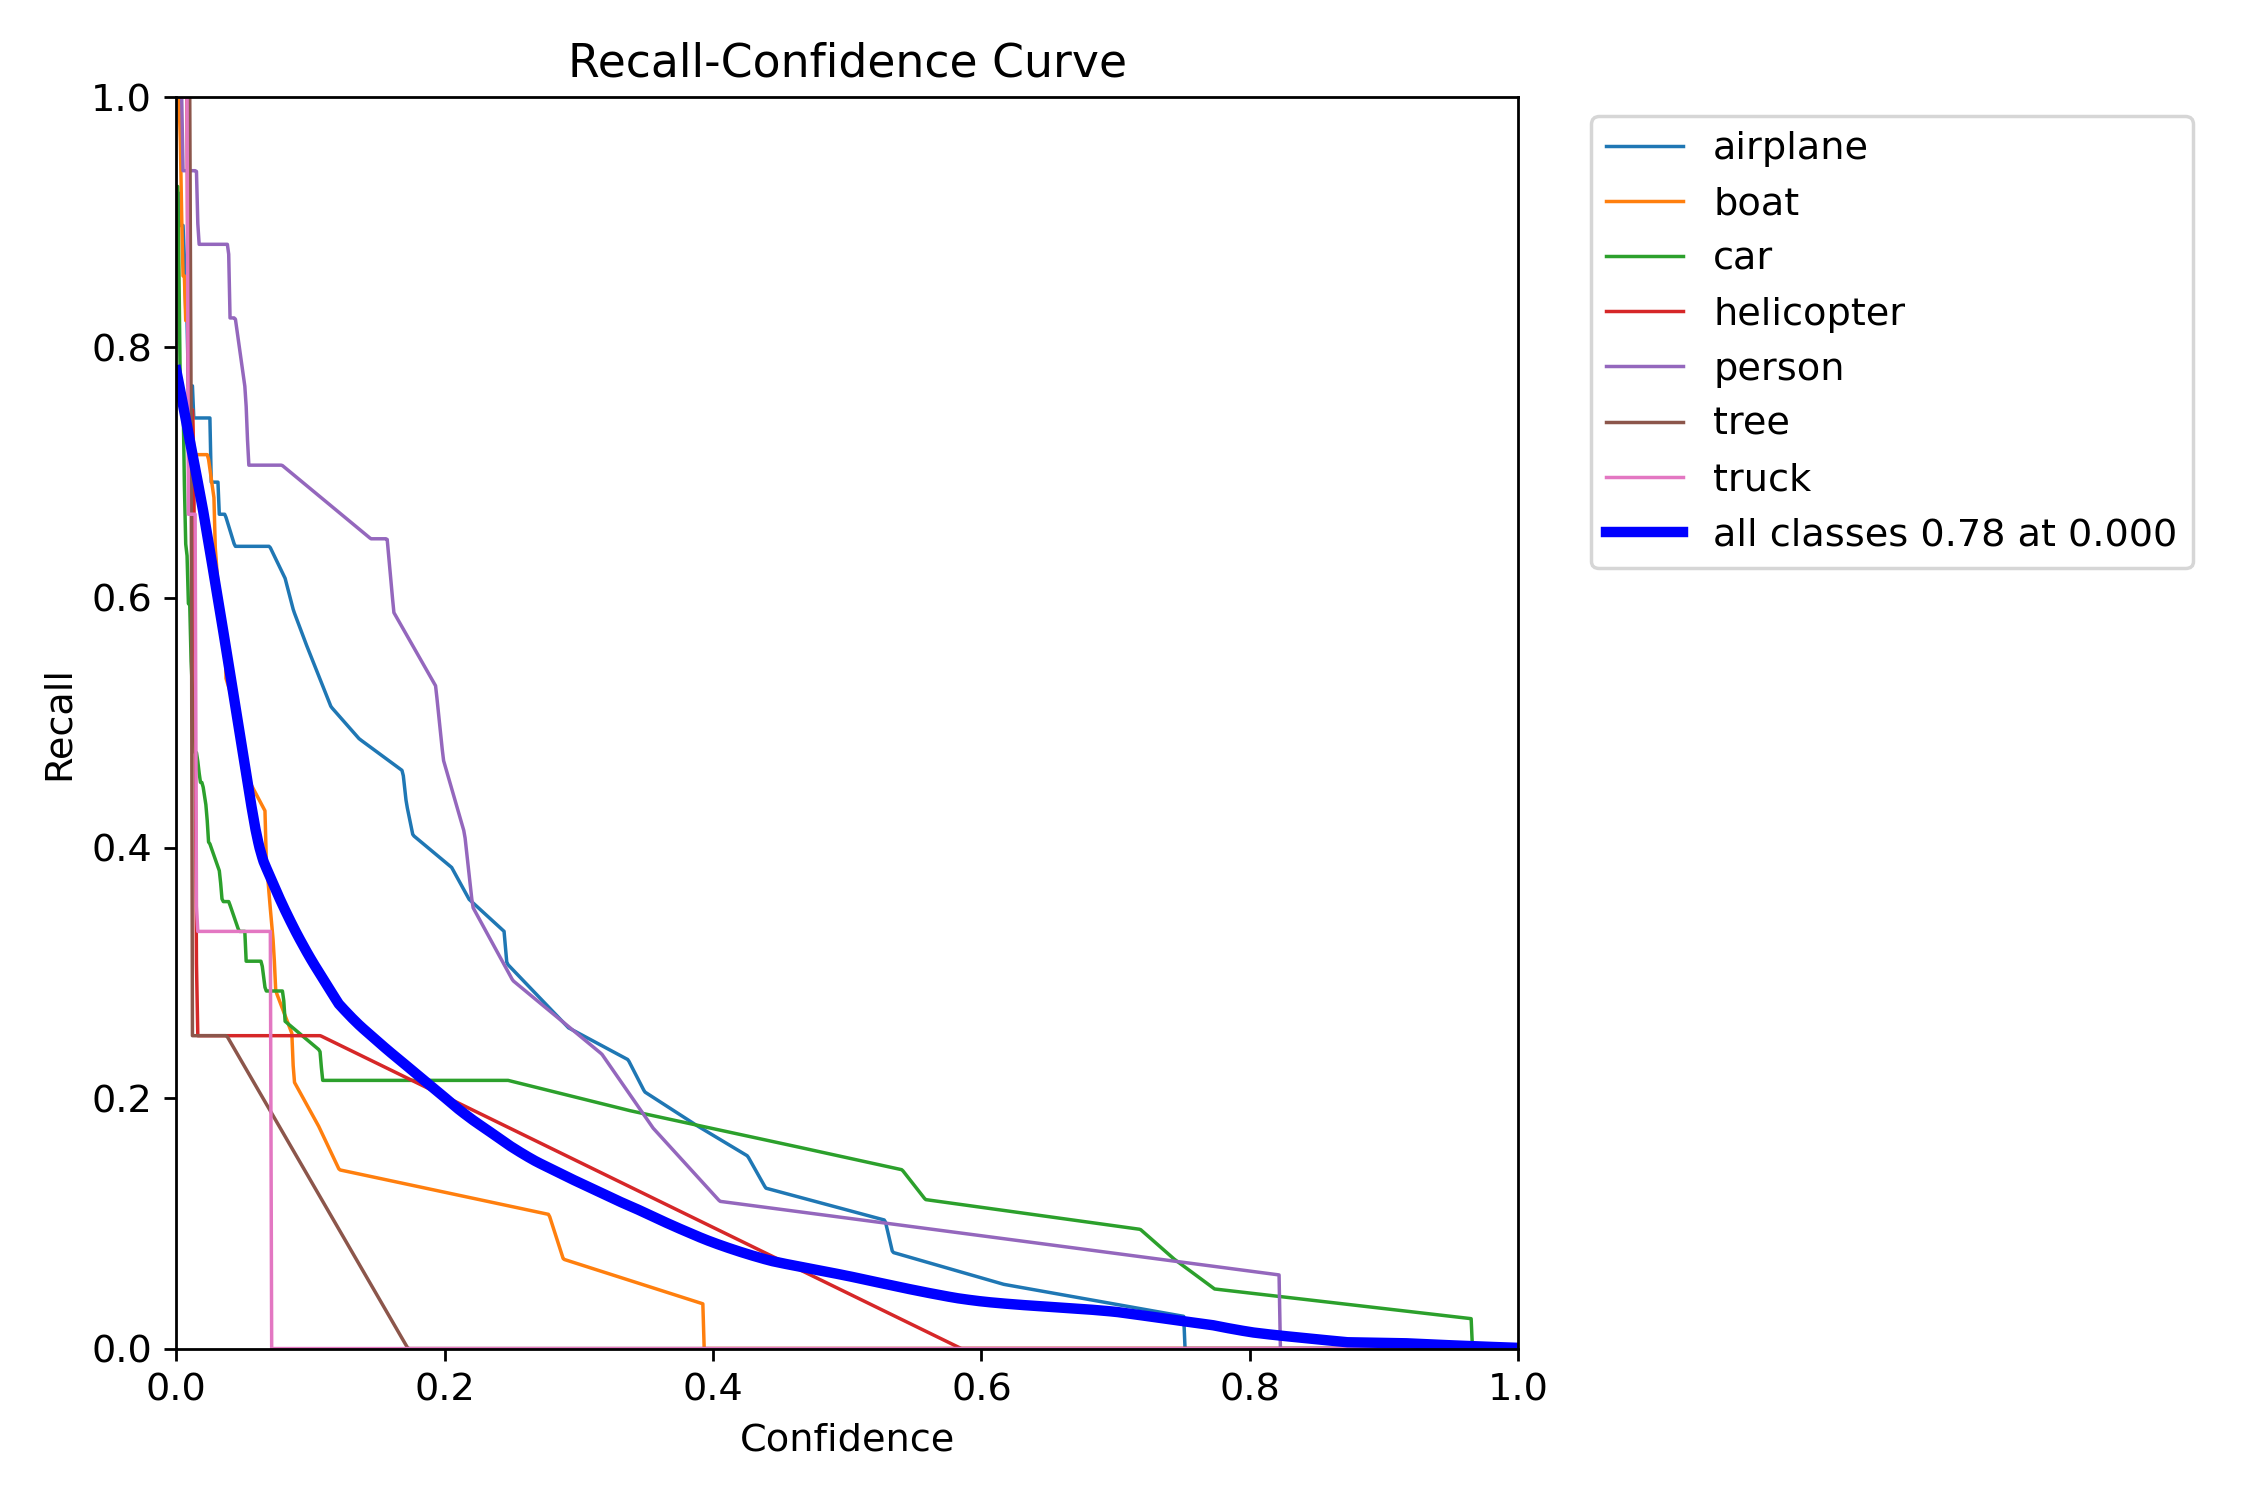 Recall-Confidence Curve
1.0
0.8
0.6
0.4
0.2
0.0
Recall
0.0 0.2 0.4 0.6 0.8 1.0
Confidence
airplane
boat
car
helicopter
person
tree
truck
all classes 0.78 at 0.000